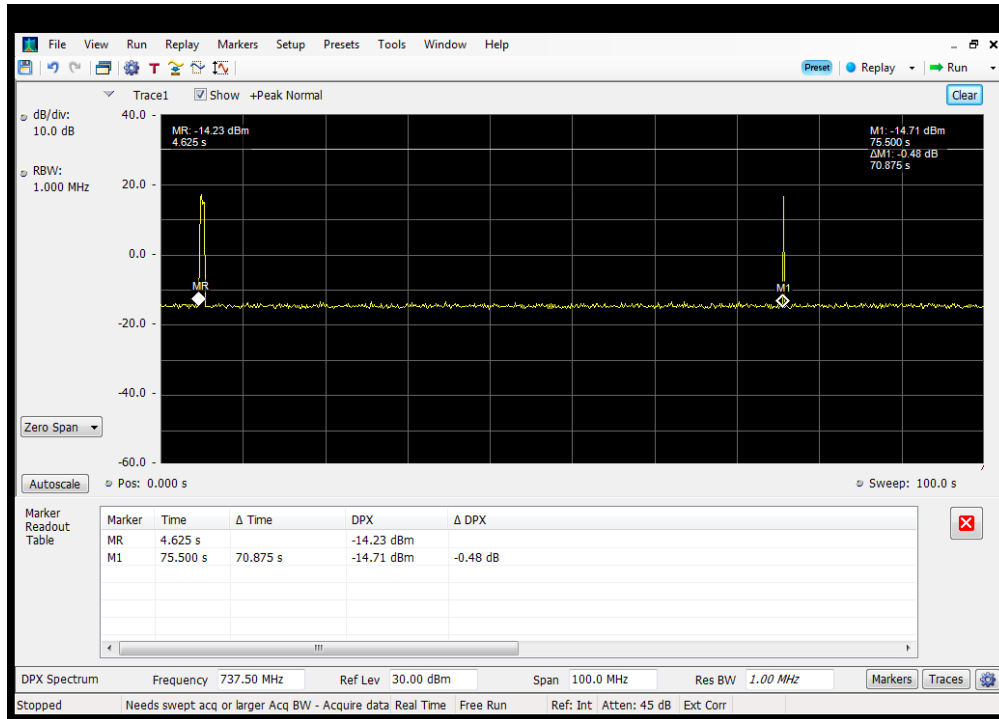 File View Run Replay Markers Setup Presets Tools Window Help
T Preset Replay Run
Trace1 Show +Peak Normal Clear
dB/div:
10.0 dB
RBW:
1.000 MHz
40.0
20.0
0.0
-20.0
-40.0
-60.0
MR: -14.23 dBm
4.625 s
M1: -14.71 dBm
75.500 s
ΔM1: -0.48 dB
70.875 s
MR
M1
Zero Span
Autoscale Pos: 0.000 s Sweep: 100.0 s
Marker
Readout
Table
Marker Time Δ Time DPX Δ DPX
MR 4.625 s -14.23 dBm
M1 75.500 s 70.875 s -14.71 dBm -0.48 dB
DPX Spectrum Frequency 737.50 MHz Ref Lev 30.00 dBm Span 100.0 MHz Res BW 1.00 MHz Markers Traces
Stopped Needs swept acq or larger Acq BW - Acquire data Real Time Free Run Ref: Int Atten: 45 dB Ext Corr